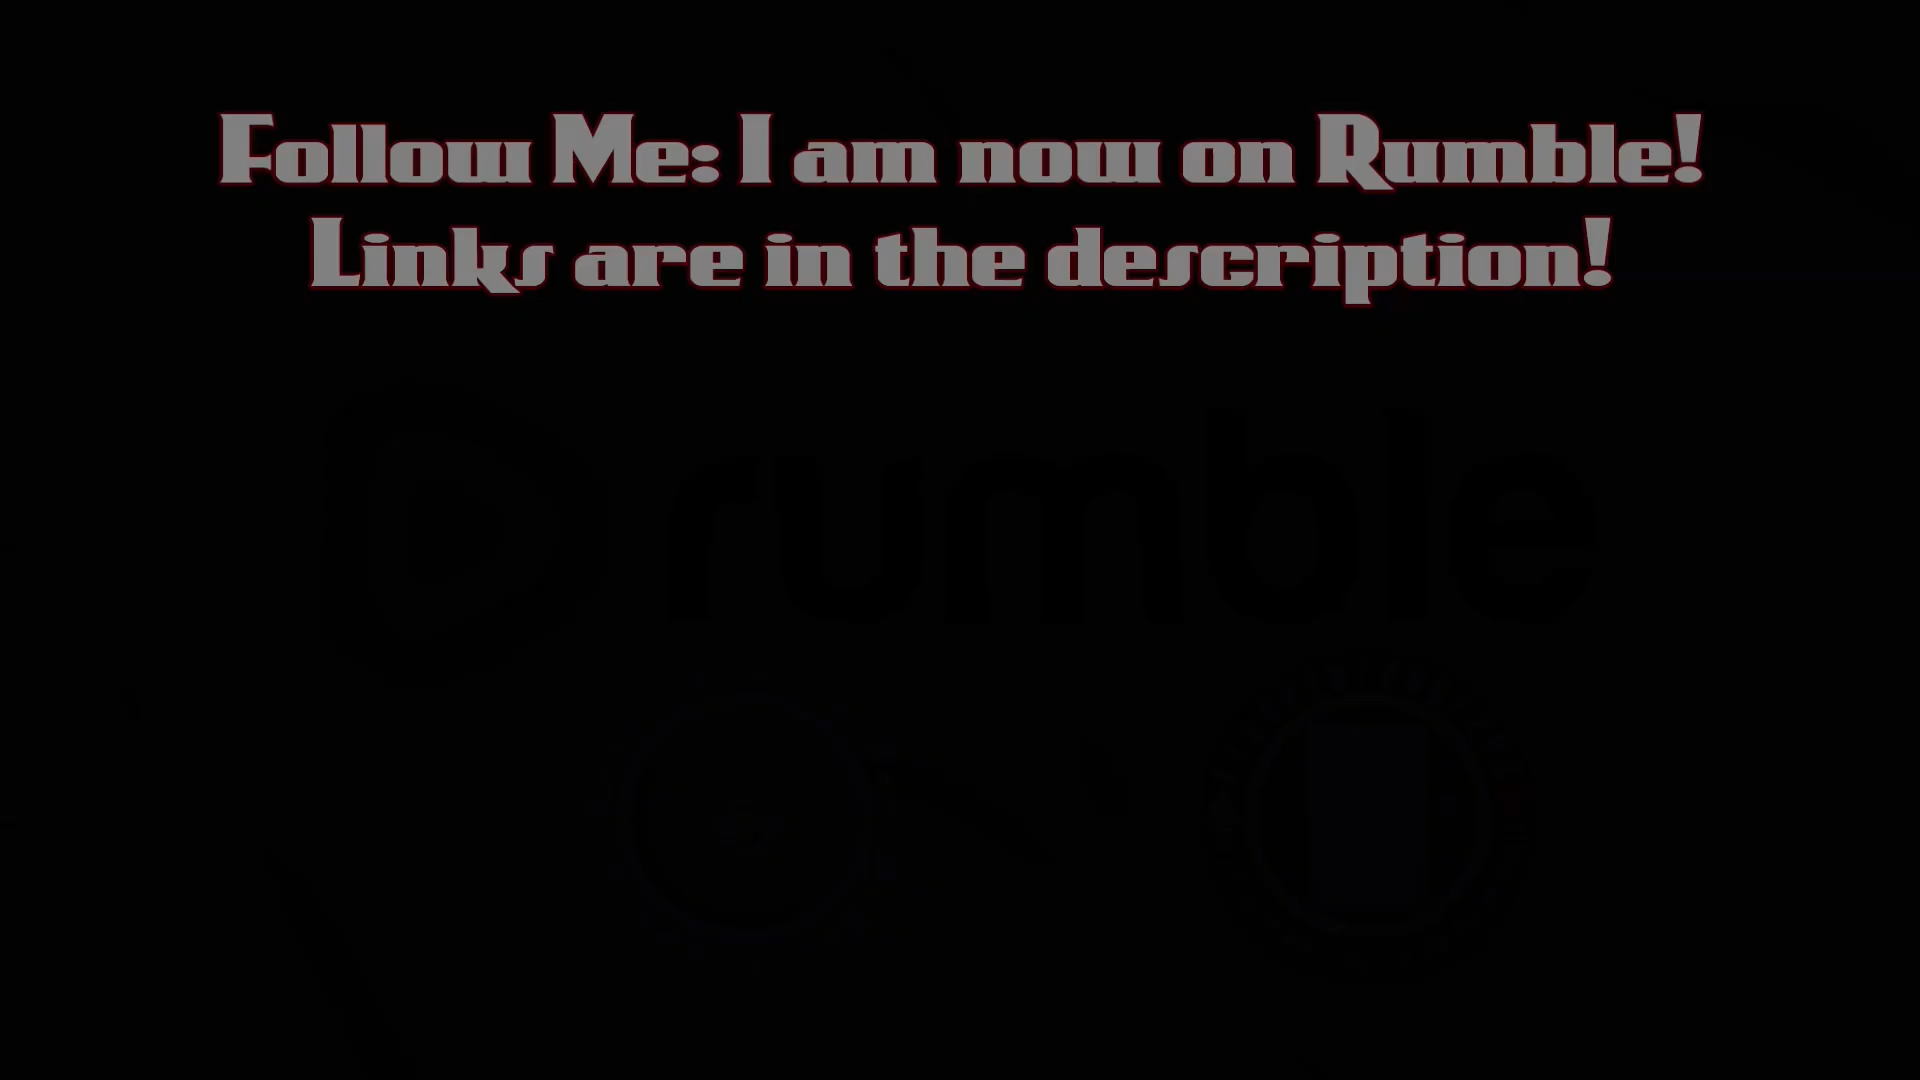 Follow Me: I am now on Rumble!
Links are in the description!
rumble